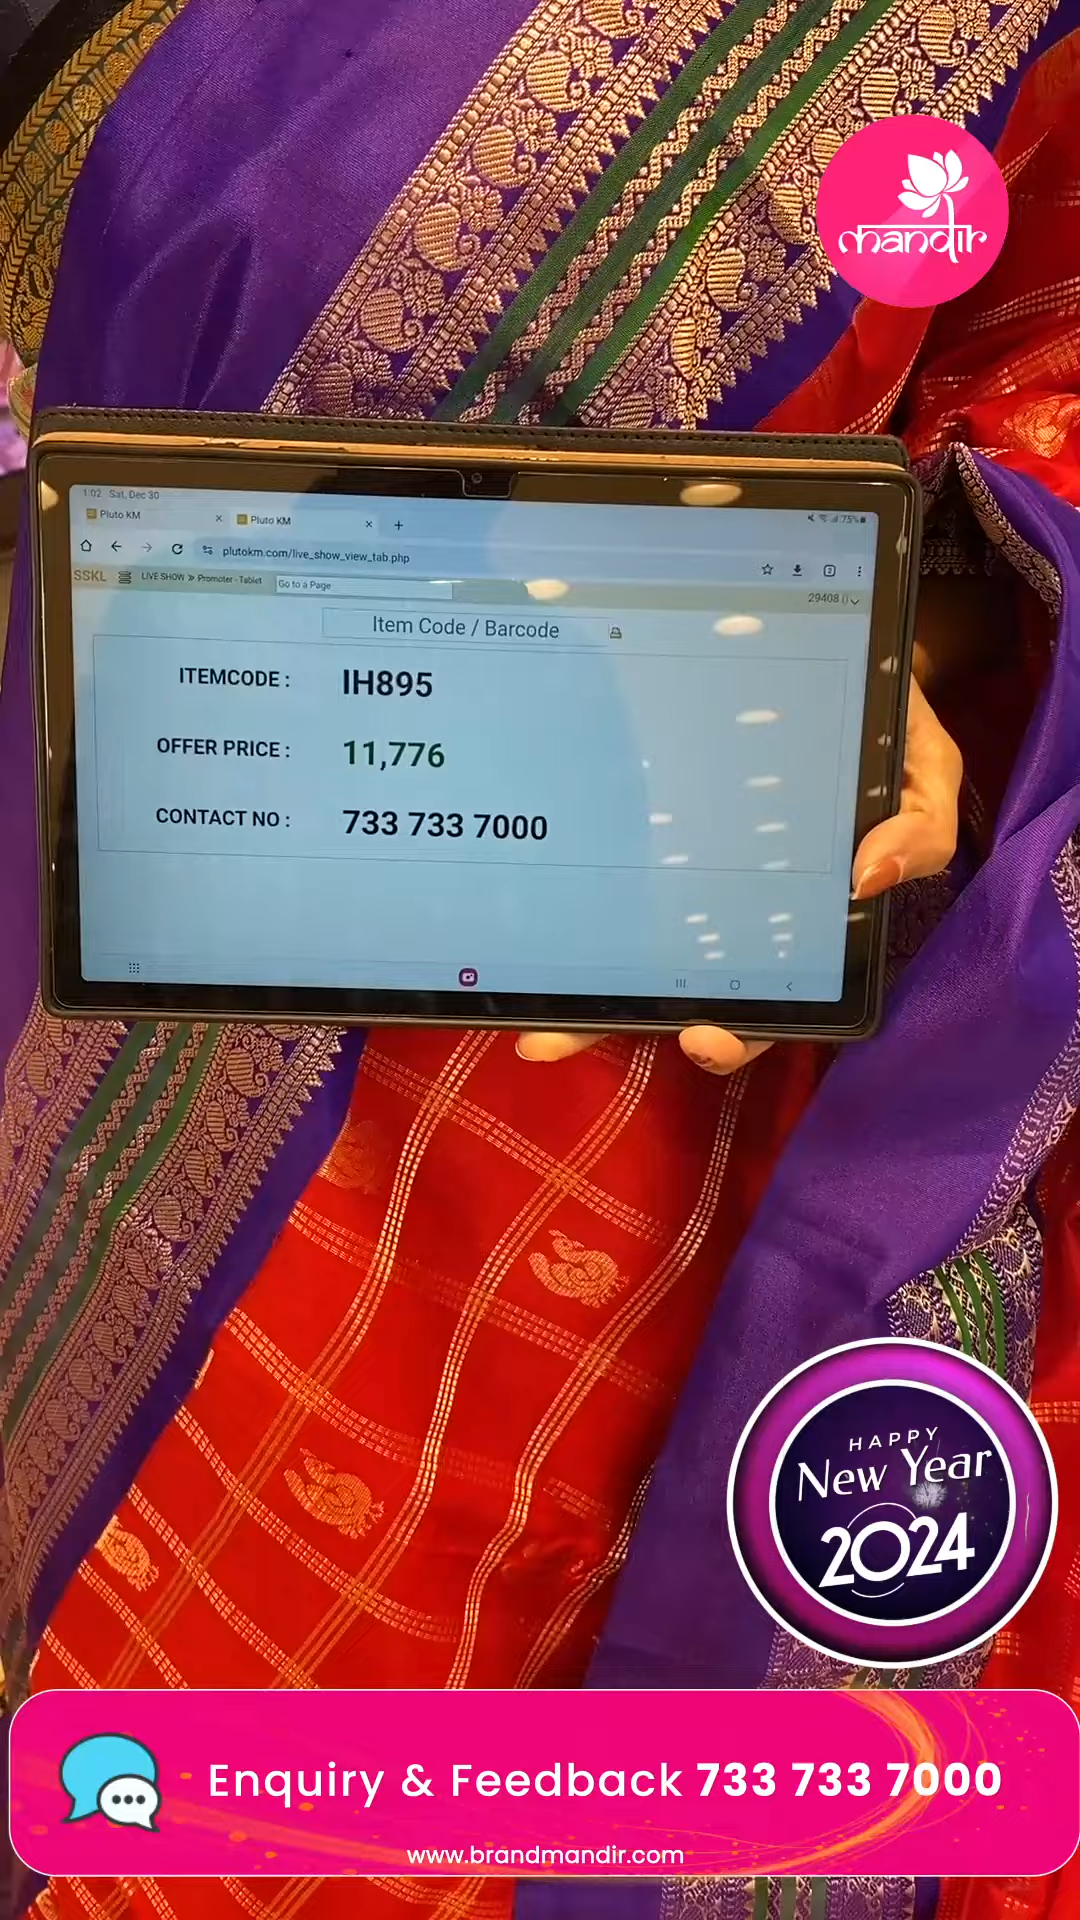 mandir
1:02 Sat, Dec 30
75%
Pluto KM
Pluto KM
plutokm.com/live_show_view_tab.php
SSKL
LIVE SHOW » Promoter - Tablet
Go to a Page
29408 ()
Item Code / Barcode
ITEMCODE : IH895
OFFER PRICE : 11,776
CONTACT NO : 733 733 7000
HAPPY
New Year
2024
Enquiry & Feedback 733 733 7000
www.brandmandir.com